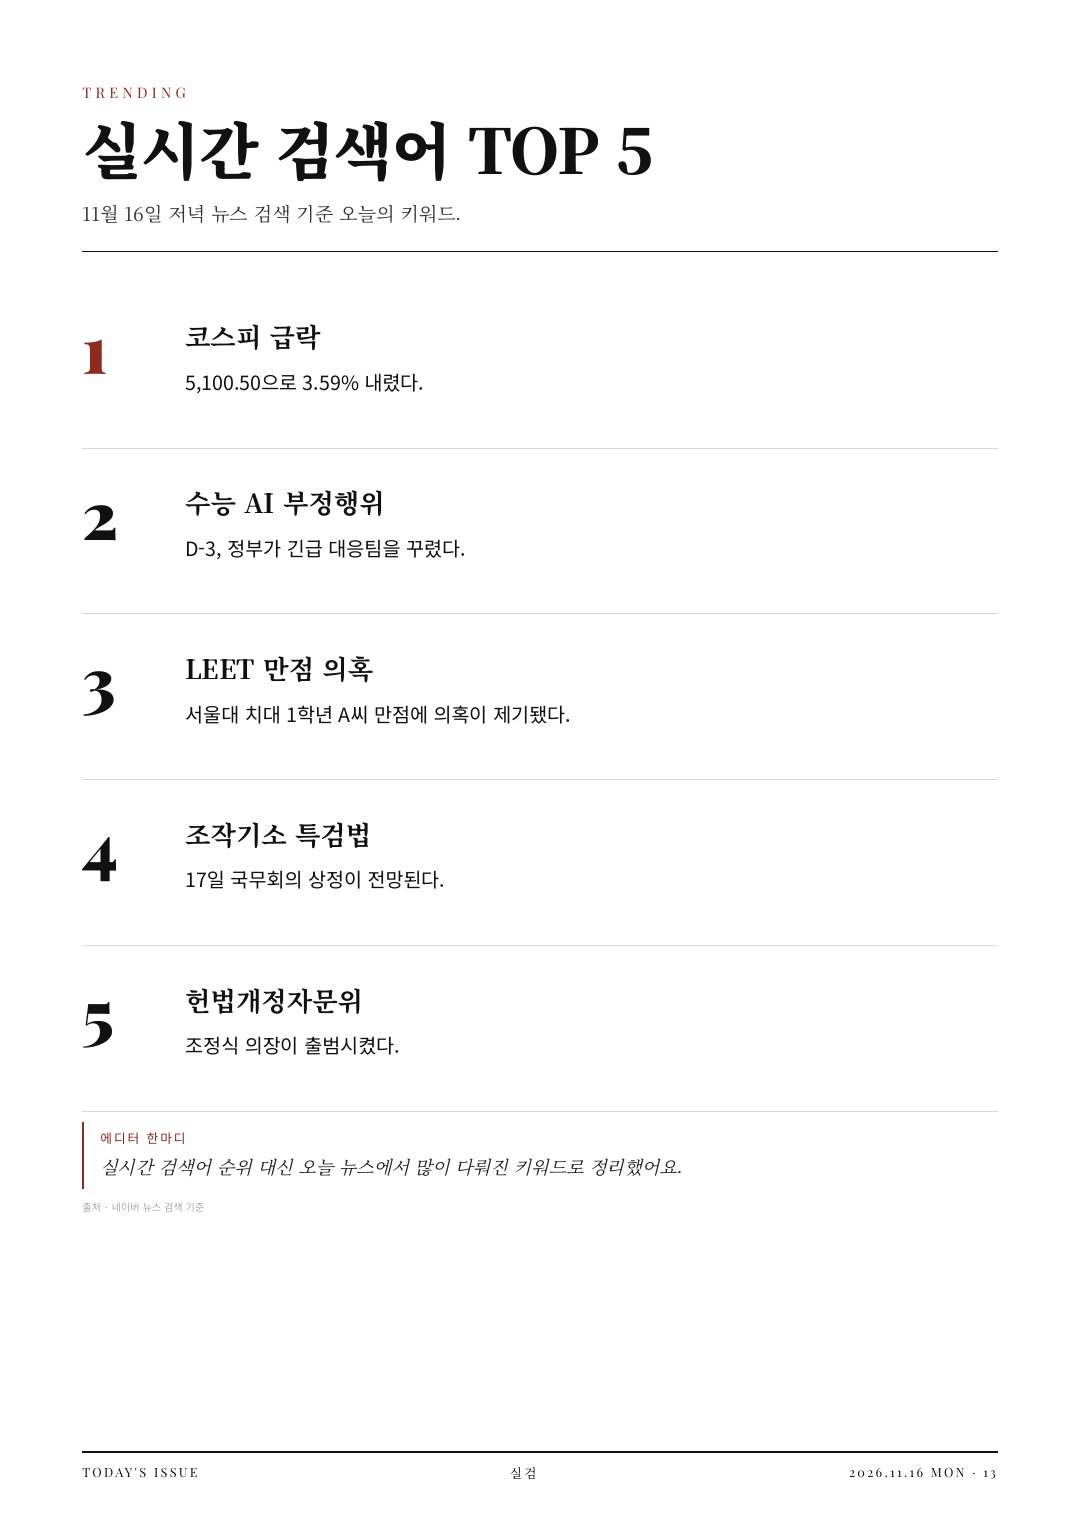 TRENDING
실시간 검색어 TOP 5
11월 16일 저녁 뉴스 검색 기준 오늘의 키워드.
1
코스피 급락
5,100.50으로 3.59% 내렸다.
2
수능 AI 부정행위
D-3, 정부가 긴급 대응팀을 꾸렸다.
3
LEET 만점 의혹
서울대 치대 1학년 A씨 만점에 의혹이 제기됐다.
4
조작기소 특검법
17일 국무회의 상정이 전망된다.
5
헌법개정자문위
조정식 의장이 출범시켰다.
에디터 한마디
실시간 검색어 순위 대신 오늘 뉴스에서 많이 다뤄진 키워드로 정리했어요.
출처 · 네이버 뉴스 검색 기준
TODAY'S ISSUE
실검
2026.11.16 MON · 13